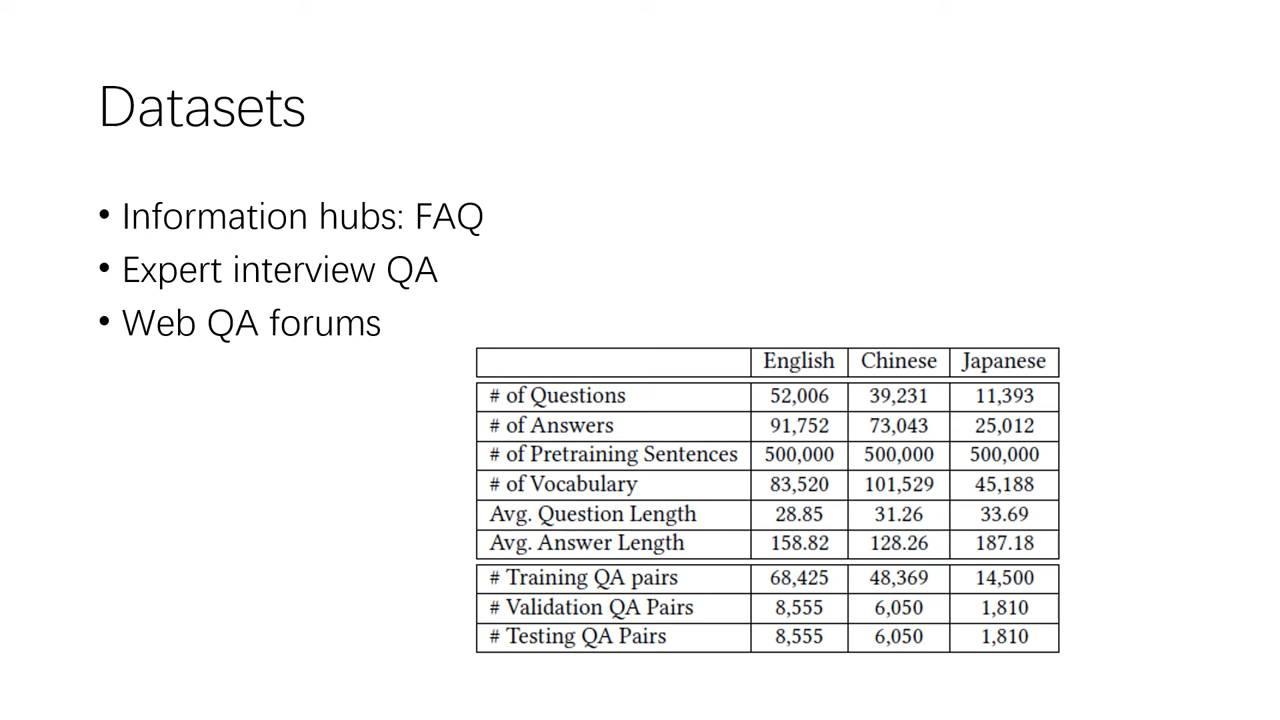 Datasets
• Information hubs: FAQ
• Expert interview QA
• Web QA forums
English Chinese Japanese
# of Questions 52,006 39,231 11,393
# of Answers 91,752 73,043 25,012
# of Pretraining Sentences 500,000 500,000 500,000
# of Vocabulary 83,520 101,529 45,188
Avg. Question Length 28.85 31.26 33.69
Avg. Answer Length 158.82 128.26 187.18
# Training QA pairs 68,425 48,369 14,500
# Validation QA Pairs 8,555 6,050 1,810
# Testing QA Pairs 8,555 6,050 1,810